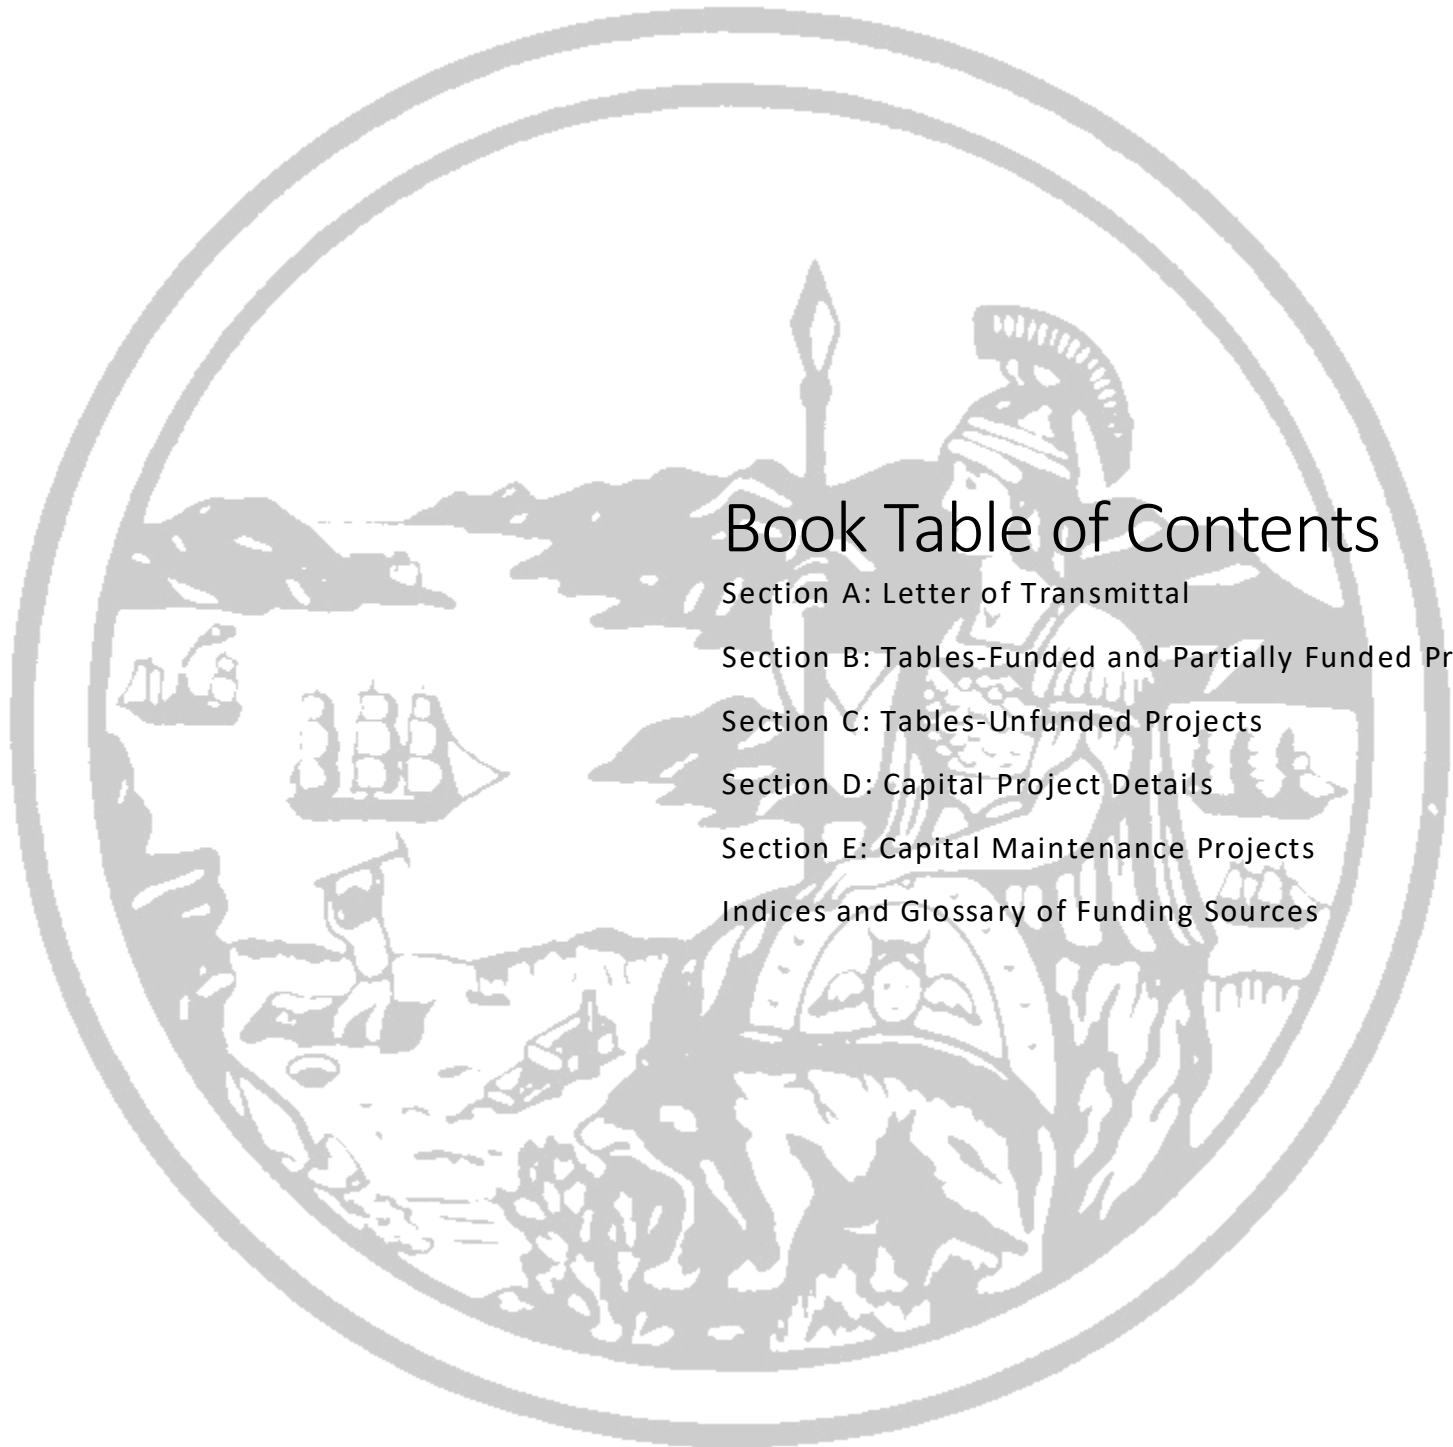 Book Table of Contents
Section A: Letter of Transmittal
Section B: Tables-Funded and Partially Funded Pr
Section C: Tables-Unfunded Projects
Section D: Capital Project Details
Section E: Capital Maintenance Projects
Indices and Glossary of Funding Sources